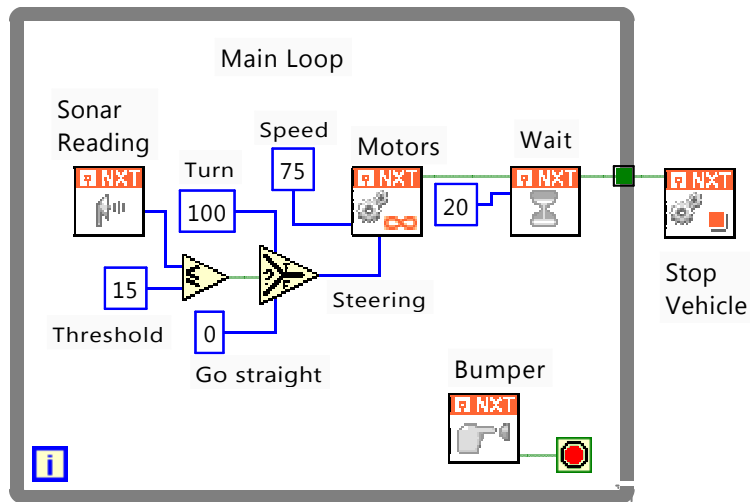 Main Loop
Sonar
Reading
Speed
Motors
Wait
Turn
NXT
75
NXT
NXT
NXT
100
20
?
T
F
15
Steering
Stop
Vehicle
Threshold
0
Go straight
Bumper
NXT
i